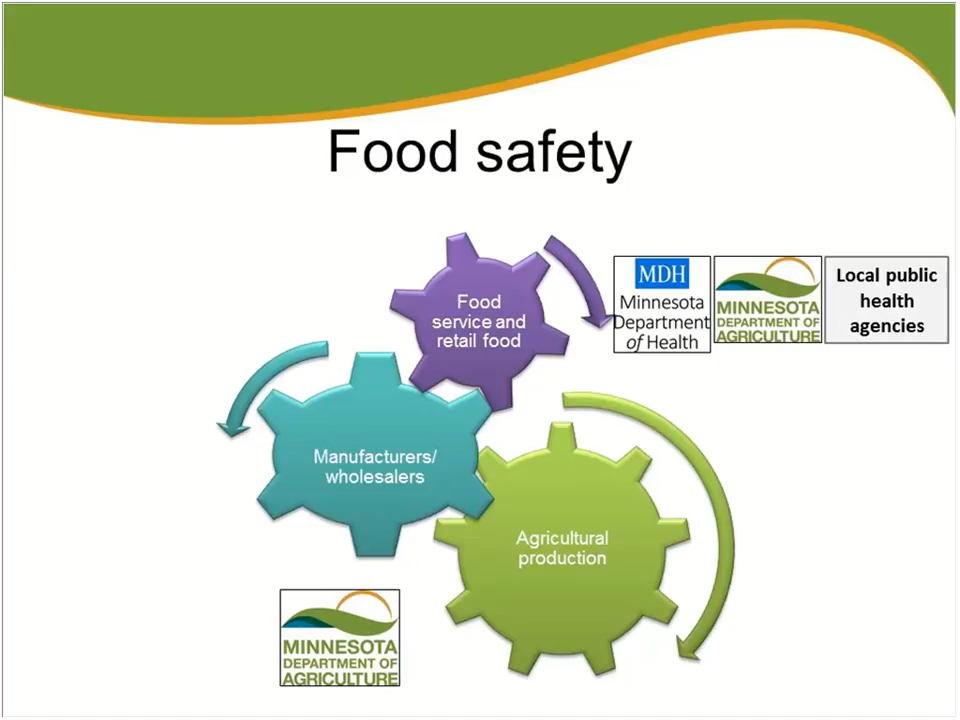 Food safety
Food
service and
retail food
MDH
Minnesota
Department
of Health
MINNESOTA
DEPARTMENT OF
AGRICULTURE
Local public
health
agencies
Manufacturers/
wholesalers
Agricultural
production
MINNESOTA
DEPARTMENT OF
AGRICULTURE